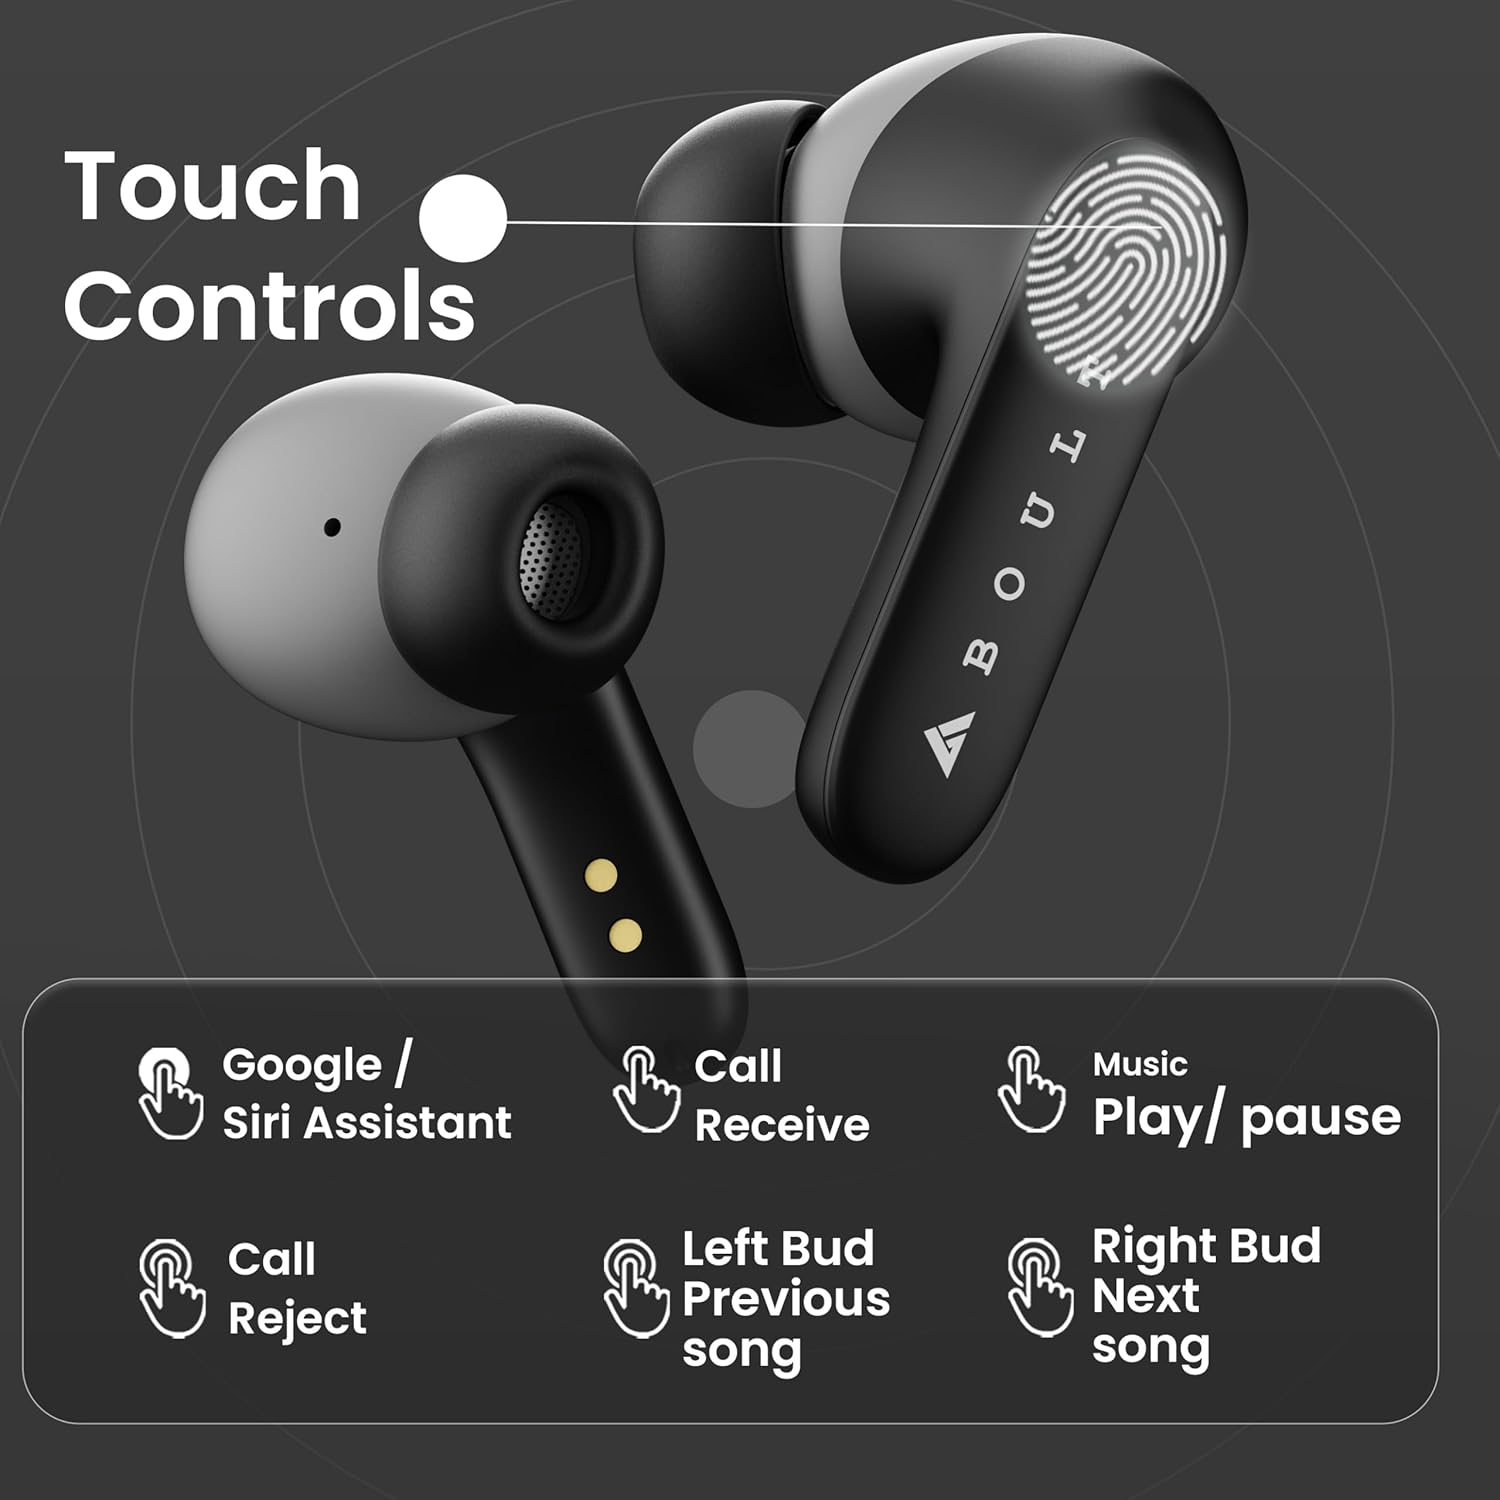 Touch
Controls
BOULT
Google /
Siri Assistant
Call
Receive
Music
Play/ pause
Call
Reject
Left Bud
Previous
song
Right Bud
Next
song